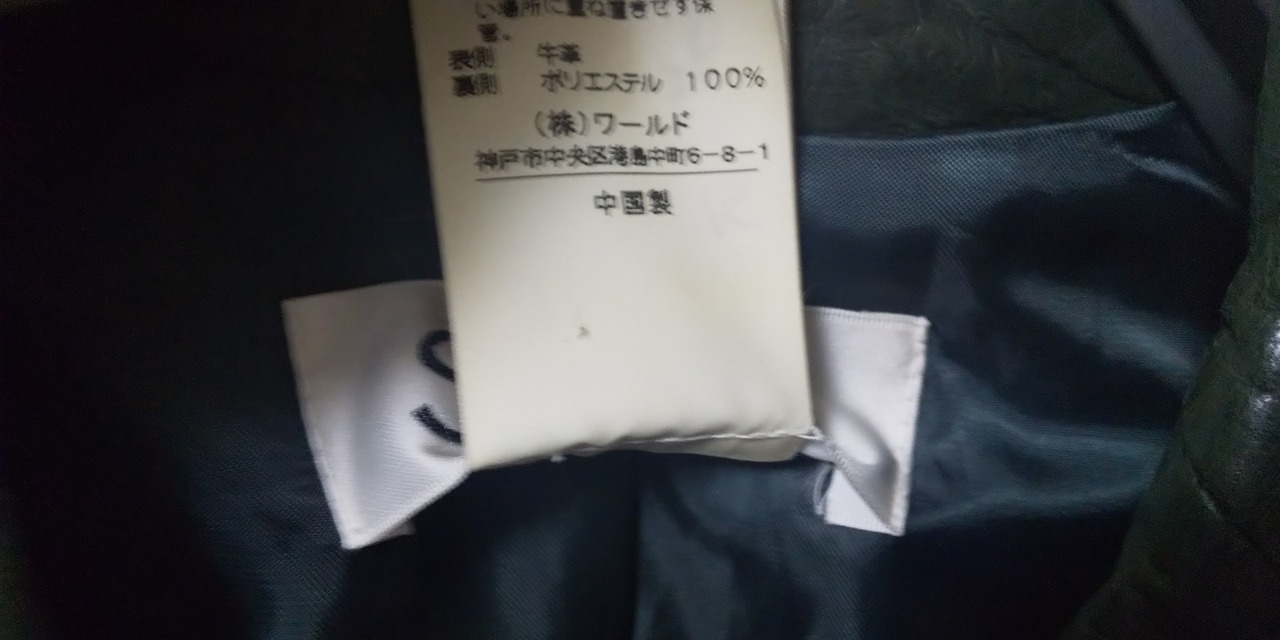 い場所に重ね置きせず保
管。
表側 牛革
裏側 ポリエステル 100%
(株)ワールド
神戸市中央区港島中町6-8-1
中国製
S